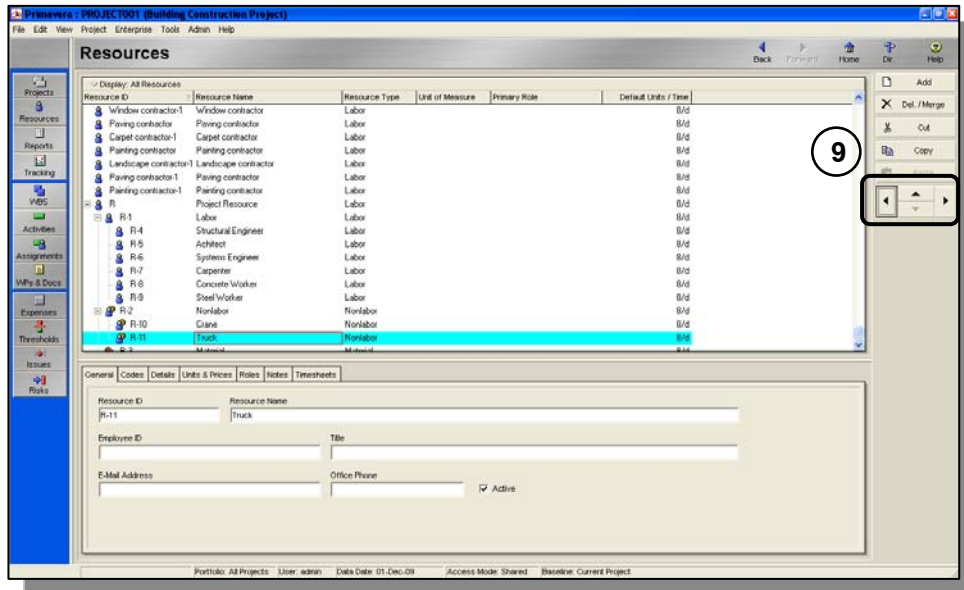 Primavera : PROJECT001 (Building Construction Project)
File Edit View Project Enterprise Tools Admin Help
Resources
Back Forward Home Dir. Help
Projects
Resources
Reports
Tracking
WBS
Activities
Assignments
WPs & Docs
Expenses
Thresholds
Issues
Risks
Display: All Resources
Resource ID Resource Name Resource Type Unit of Measure Primary Role Default Units / Time
Window contractor-1 Window contractor Labor 8/d
Paving contractor Paving contractor Labor 8/d
Carpet contractor-1 Carpet contractor Labor 8/d
Painting contractor Painting contractor Labor 8/d
Landscape contractor-1 Landscape contractor Labor 8/d
Paving contractor-1 Paving contractor Labor 8/d
Painting contractor-1 Painting contractor Labor 8/d
R Project Resource Labor 8/d
R-1 Labor Labor 8/d
R-4 Structural Engineer Labor 8/d
R-5 Achitect Labor 8/d
R-6 Systems Engineer Labor 8/d
R-7 Carpenter Labor 8/d
R-8 Concrete Worker Labor 8/d
R-9 Steel Worker Labor 8/d
R-2 Nonlabor Nonlabor 8/d
R-10 Crane Nonlabor 8/d
R-11 Truck Nonlabor 8/d
R-3 Material Material 8/d
Add
Del. / Merge
Cut
Copy
Paste
9
General Codes Details Units & Prices Roles Notes Timesheets
Resource ID Resource Name
R-11 Truck
Employee ID Title
E-Mail Address Office Phone
Active
Portfolio: All Projects User: admin Data Date: 01-Dec-09 Access Mode: Shared Baseline: Current Project